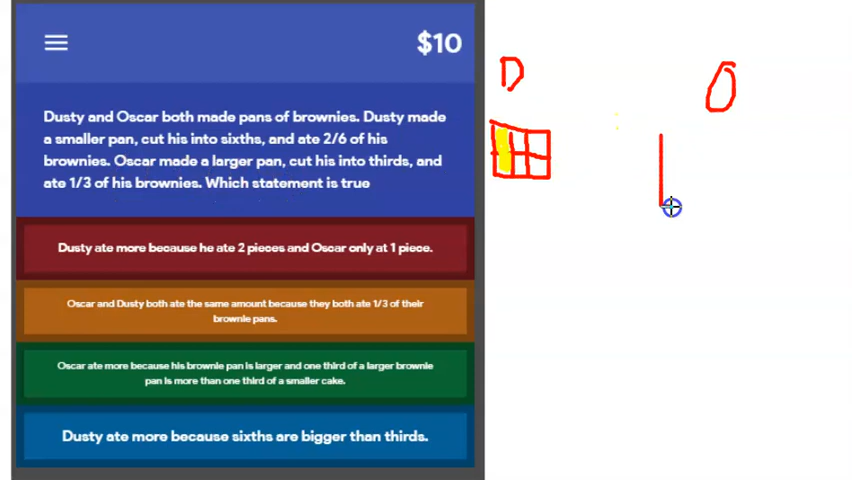 $10
D
O
Dusty and Oscar both made pans of brownies. Dusty made
a smaller pan, cut his into sixths, and ate 2/6 of his
brownies. Oscar made a larger pan, cut his into thirds, and
ate 1/3 of his brownies. Which statement is true
Dusty ate more because he ate 2 pieces and Oscar only at 1 piece.
Oscar and Dusty both ate the same amount because they both ate 1/3 of their
brownie pans.
Oscar ate more because his brownie pan is larger and one third of a larger brownie
pan is more than one third of a smaller cake.
Dusty ate more because sixths are bigger than thirds.